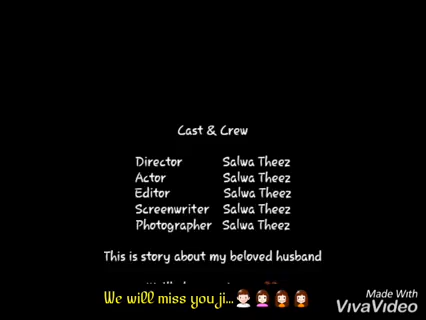 Cast & Crew
Director Salwa Theez
Actor Salwa Theez
Editor Salwa Theez
Screenwriter Salwa Theez
Photographer Salwa Theez
This is story about my beloved husband
We will miss you ji...👦👩👩👩
Made With
VivaVideo